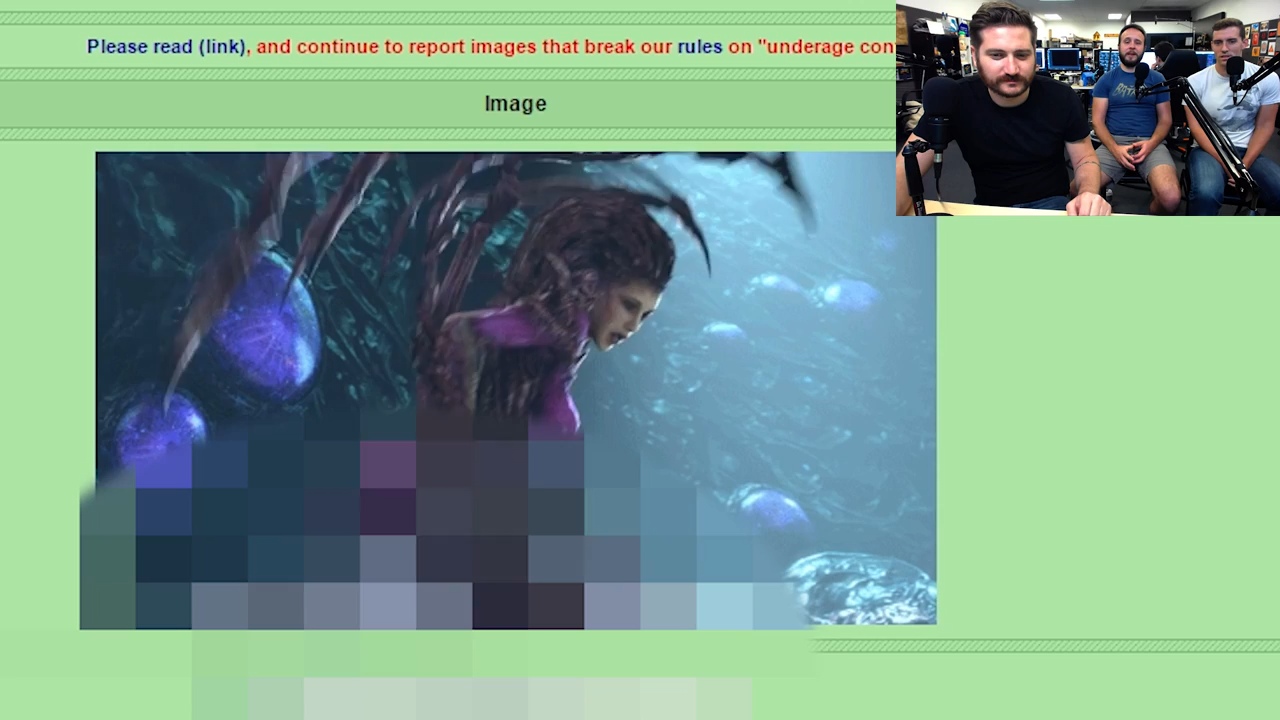 Please read (link), and continue to report images that break our rules on "underage con
Image